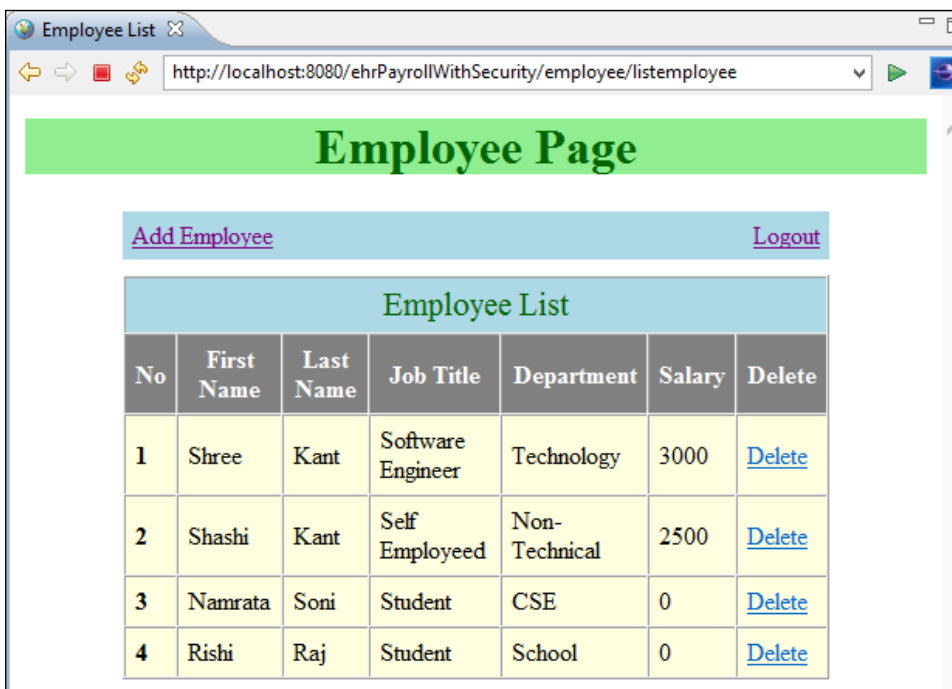 Employee List
http://localhost:8080/ehrPayrollWithSecurity/employee/listemployee
Employee Page
Add Employee Logout
Employee List
No First Name Last Name Job Title Department Salary Delete
1 Shree Kant Software Engineer Technology 3000 Delete
2 Shashi Kant Self Employeed Non-Technical 2500 Delete
3 Namrata Soni Student CSE 0 Delete
4 Rishi Raj Student School 0 Delete